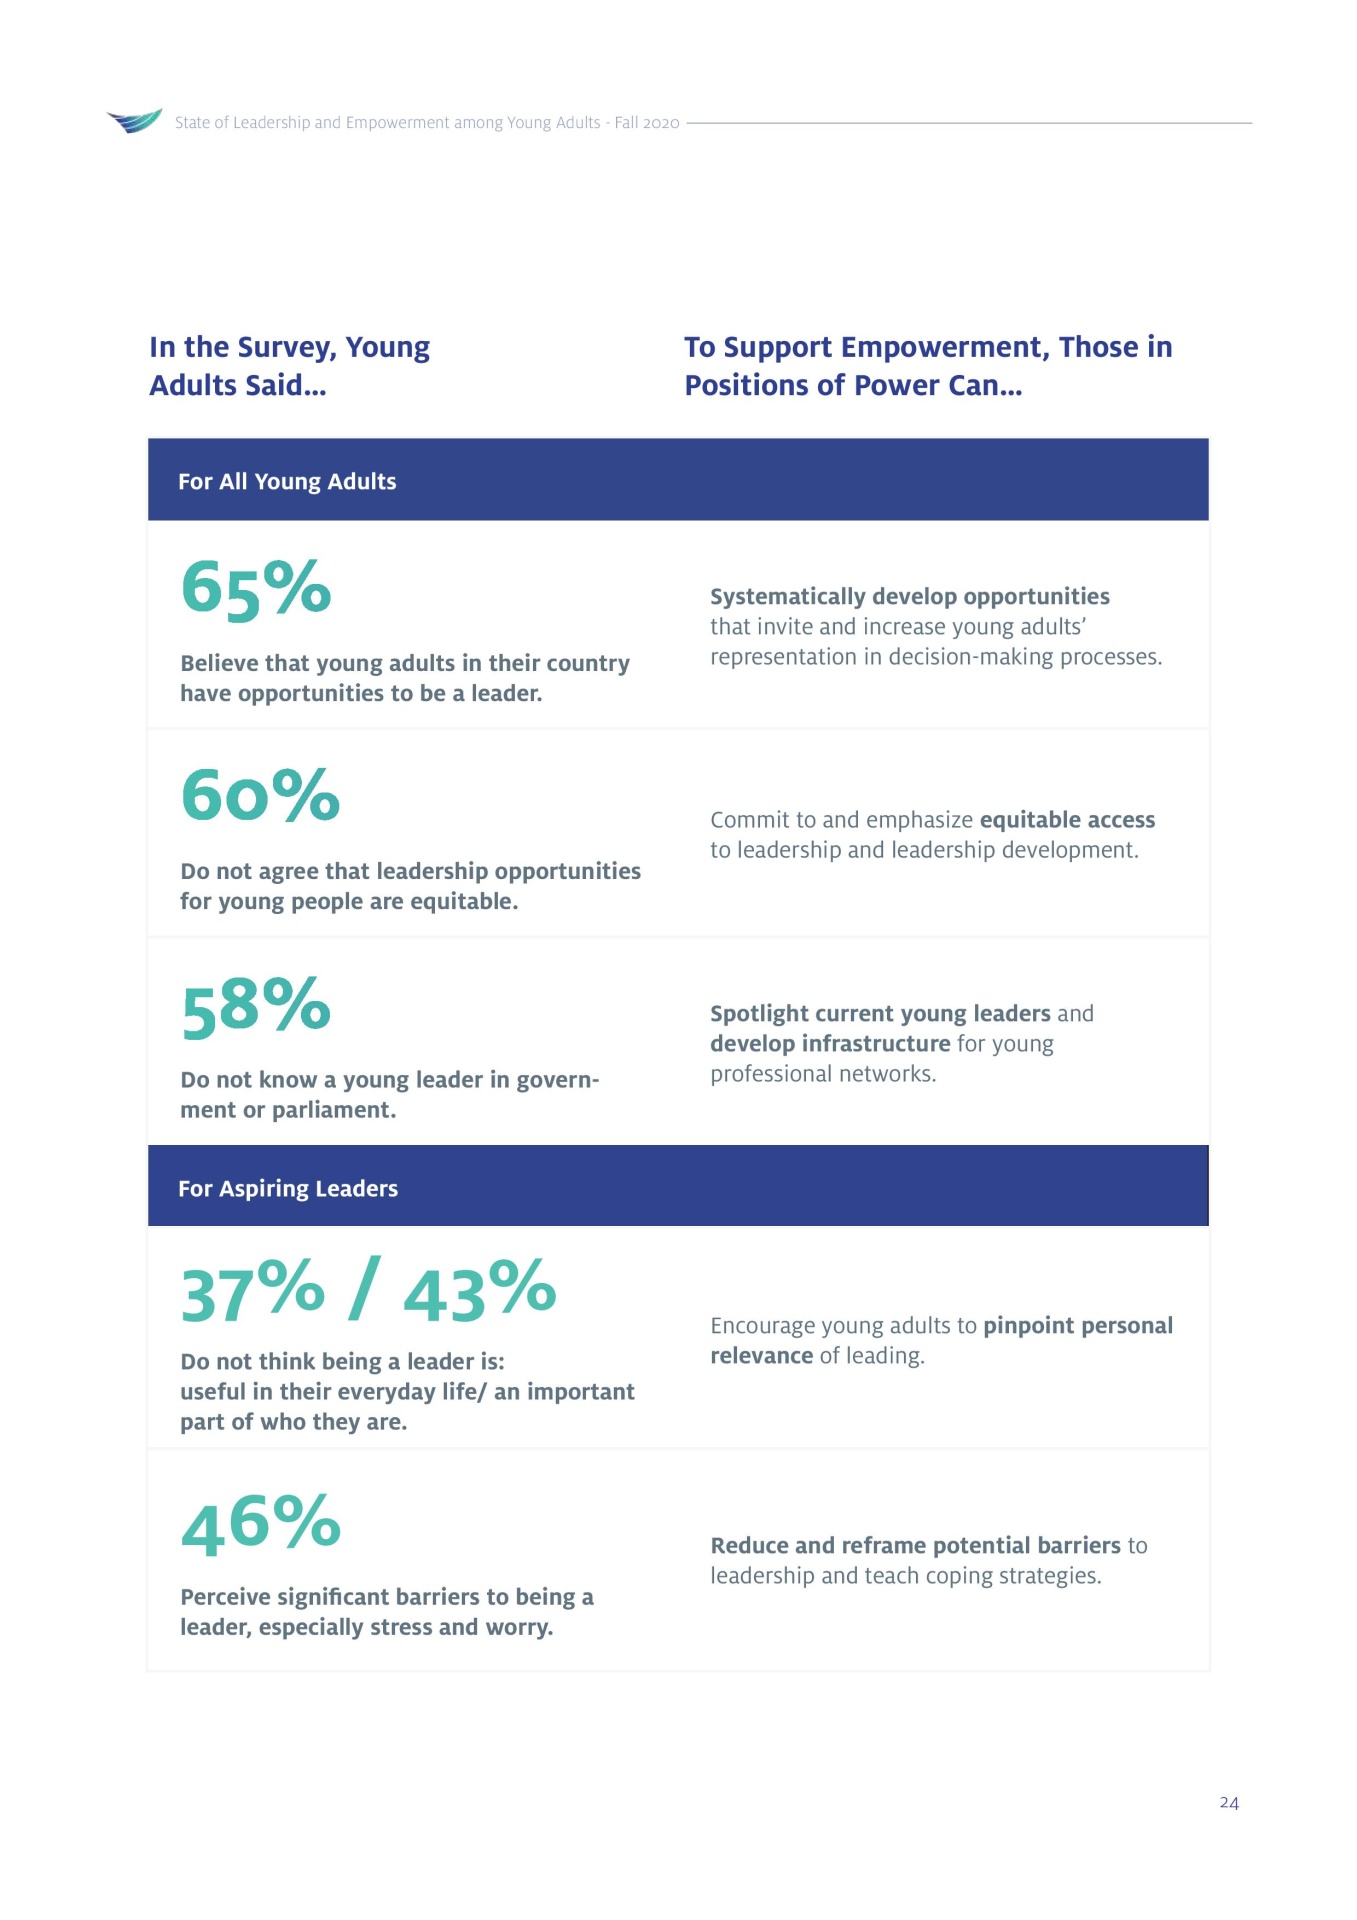 State of Leadership and Empowerment among Young Adults - Fall 2020
In the Survey, Young
Adults Said...
To Support Empowerment, Those in
Positions of Power Can...
For All Young Adults
65%
Believe that young adults in their country
have opportunities to be a leader.
Systematically develop opportunities
that invite and increase young adults’
representation in decision-making processes.
60%
Do not agree that leadership opportunities
for young people are equitable.
Commit to and emphasize equitable access
to leadership and leadership development.
58%
Do not know a young leader in govern-
ment or parliament.
Spotlight current young leaders and
develop infrastructure for young
professional networks.
For Aspiring Leaders
37% / 43%
Do not think being a leader is:
useful in their everyday life/ an important
part of who they are.
Encourage young adults to pinpoint personal
relevance of leading.
46%
Perceive significant barriers to being a
leader, especially stress and worry.
Reduce and reframe potential barriers to
leadership and teach coping strategies.
24